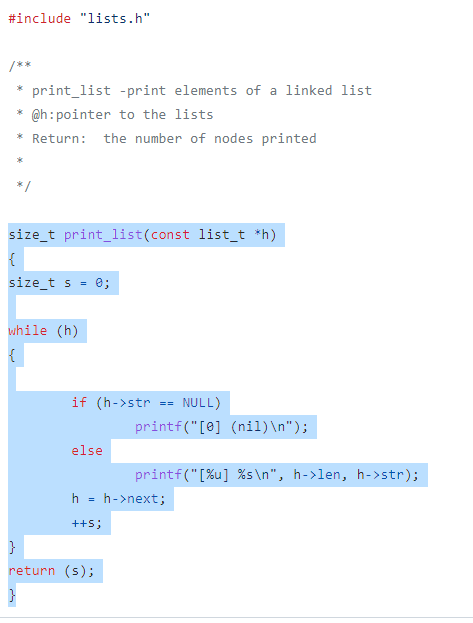 #include "lists.h"
/**
 * print_list -print elements of a linked list
 * @h:pointer to the lists
 * Return:  the number of nodes printed
 *
 */
size_t print_list(const list_t *h)
{
size_t s = 0;
while (h)
{
        if (h->str == NULL)
                printf("[0] (nil)\n");
        else
                printf("[%u] %s\n", h->len, h->str);
        h = h->next;
        ++s;
}
return (s);
}